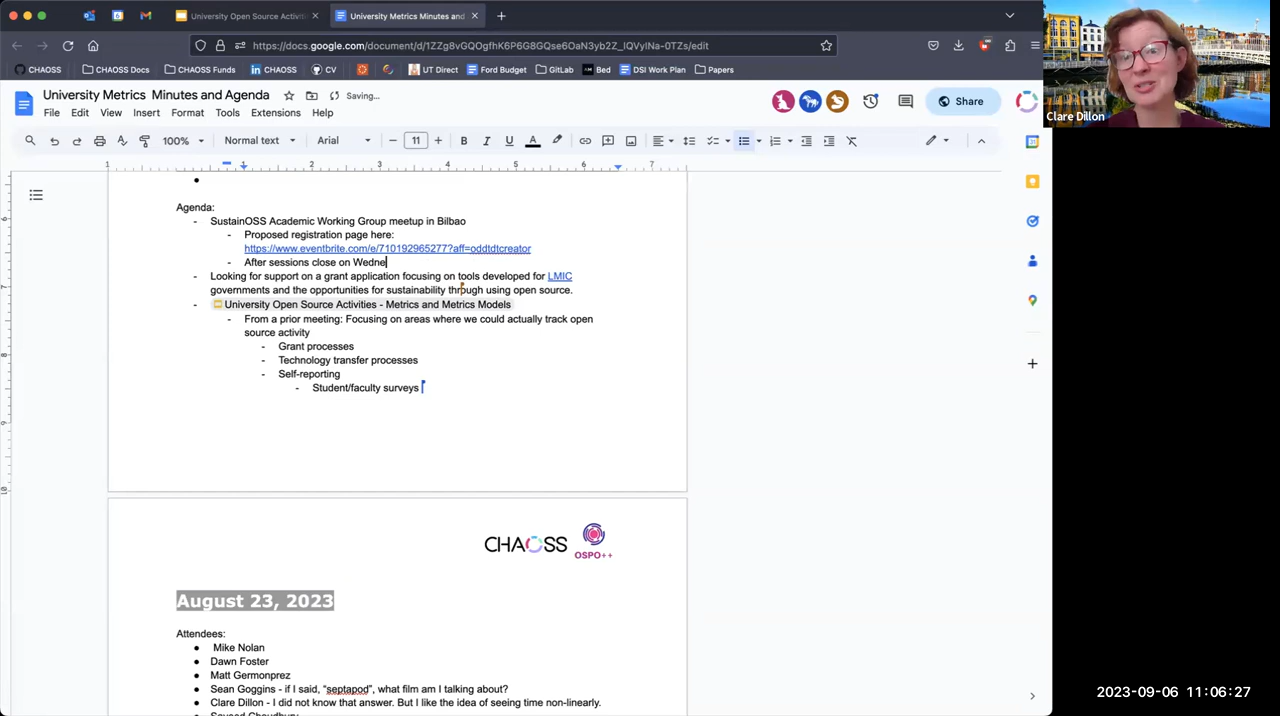 University Open Source Activiti
University Metrics Minutes and
https://docs.google.com/document/d/1ZZg8vGQOgfhK6P6G8GQse6OaN3yb2Z_IQVylNa-0TZs/edit
CHAOSS
CHAOSS Docs
CHAOSS Funds
CHAOSS
CV
UT Direct
Ford Budget
GitLab
Bed
DSI Work Plan
Papers
Clare Dillon
University Metrics Minutes and Agenda
Saving...
File Edit View Insert Format Tools Extensions Help
Share
100% Normal text Arial 11
1 1 2 3 4 5 6 7
Agenda:
- SustainOSS Academic Working Group meetup in Bilbao
- Proposed registration page here:
https://www.eventbrite.com/e/710192965277?aff=oddtdtcreator
- After sessions close on Wedne
- Looking for support on a grant application focusing on tools developed for LMIC
governments and the opportunities for sustainability through using open source.
- University Open Source Activities - Metrics and Metrics Models
- From a prior meeting: Focusing on areas where we could actually track open
source activity
- Grant processes
- Technology transfer processes
- Self-reporting
- Student/faculty surveys
CHAOSS
OSPO++
August 23, 2023
Attendees:
● Mike Nolan
● Dawn Foster
● Matt Germonprez
● Sean Goggins - if I said, “septapod”, what film am I talking about?
● Clare Dillon - I did not know that answer. But I like the idea of seeing time non-linearly.
2023-09-06 11:06:27